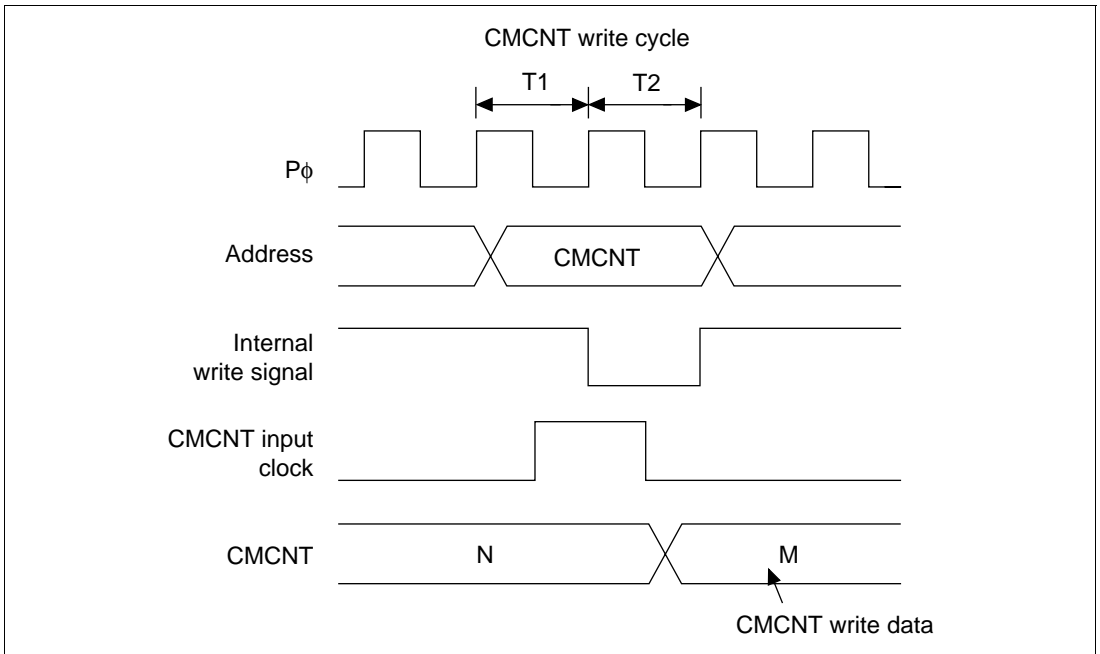 CMCNT write cycle
T1
T2
Pϕ
Address
CMCNT
Internal
write signal
CMCNT input
clock
CMCNT
N
M
CMCNT write data